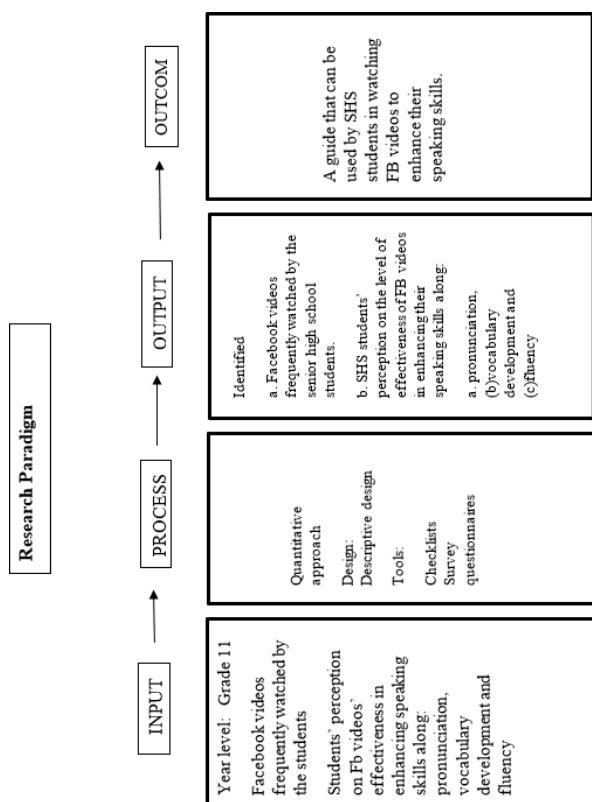 Research Paradigm
INPUT
PROCESS
OUTPUT
OUTCOM
Year level: Grade 11
Facebook videos
frequently watched by
the students
Students' perception
on Fb videos'
effectiveness in
enhancing speaking
skills along:
pronunciation,
vocabulary
development and
fluency
Quantitative
approach
Design:
Descriptive design
Tools:
Checklists
Survey
questionnaires
Identified
a. Facebook videos
frequently watched by the
senior high school
students.
b. SHS students'
perception on the level of
effectiveness of FB videos
in enhancing their
speaking skills along:
a. pronunciation,
(b)vocabulary
development and
(c)fluency
A guide that can be
used by SHS
students in watching
FB videos to
enhance their
speaking skills.